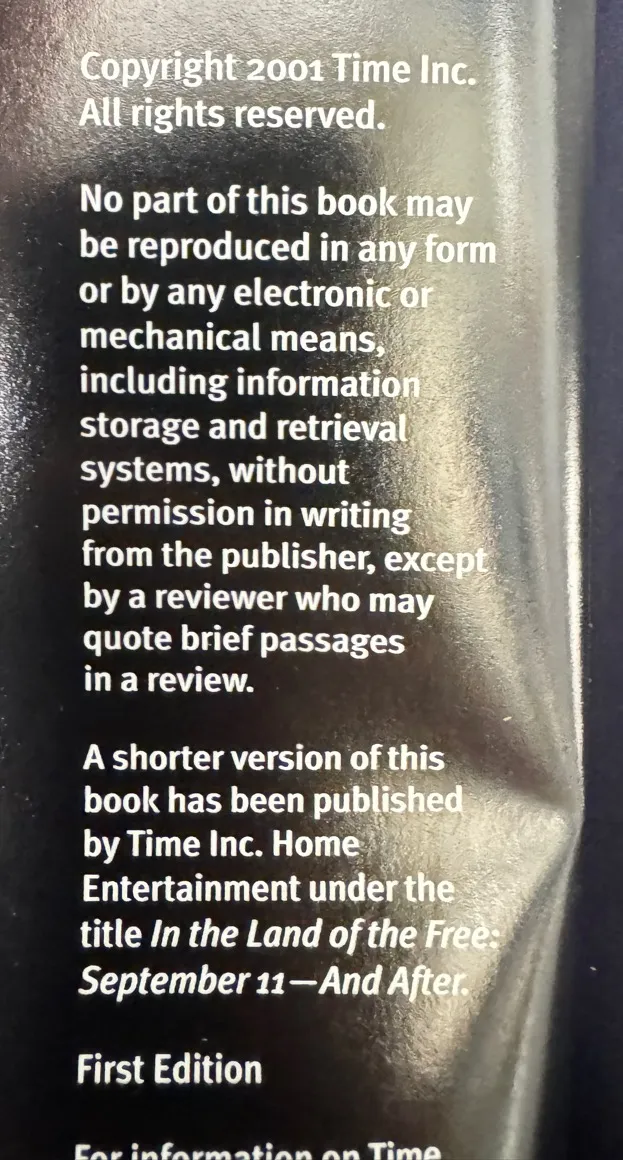 Copyright 2001 Time Inc.
All rights reserved.
No part of this book may
be reproduced in any form
or by any electronic or
mechanical means,
including information
storage and retrieval
systems, without
permission in writing
from the publisher, except
by a reviewer who may
quote brief passages
in a review.
A shorter version of this
book has been published
by Time Inc. Home
Entertainment under the
title In the Land of the Free:
September 11—And After.
First Edition
For information on Time